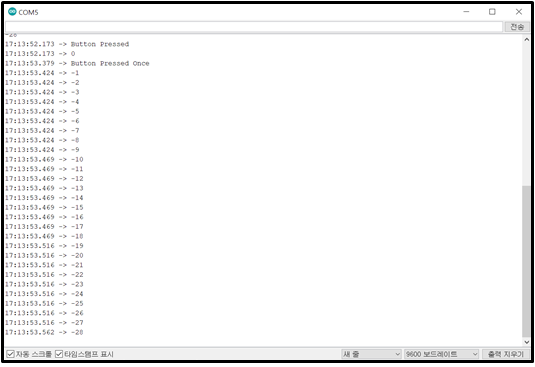 COM5
전송
-28
17:13:52.173 -> Button Pressed
17:13:52.173 -> 0
17:13:53.379 -> Button Pressed Once
17:13:53.424 -> -1
17:13:53.424 -> -2
17:13:53.424 -> -3
17:13:53.424 -> -4
17:13:53.424 -> -5
17:13:53.424 -> -6
17:13:53.424 -> -7
17:13:53.424 -> -8
17:13:53.424 -> -9
17:13:53.469 -> -10
17:13:53.469 -> -11
17:13:53.469 -> -12
17:13:53.469 -> -13
17:13:53.469 -> -14
17:13:53.469 -> -15
17:13:53.469 -> -16
17:13:53.469 -> -17
17:13:53.469 -> -18
17:13:53.516 -> -19
17:13:53.516 -> -20
17:13:53.516 -> -21
17:13:53.516 -> -22
17:13:53.516 -> -23
17:13:53.516 -> -24
17:13:53.516 -> -25
17:13:53.516 -> -26
17:13:53.516 -> -27
17:13:53.562 -> -28
자동 스크롤 타임스탬프 표시 새 줄 9600 보드레이트 출력 지우기